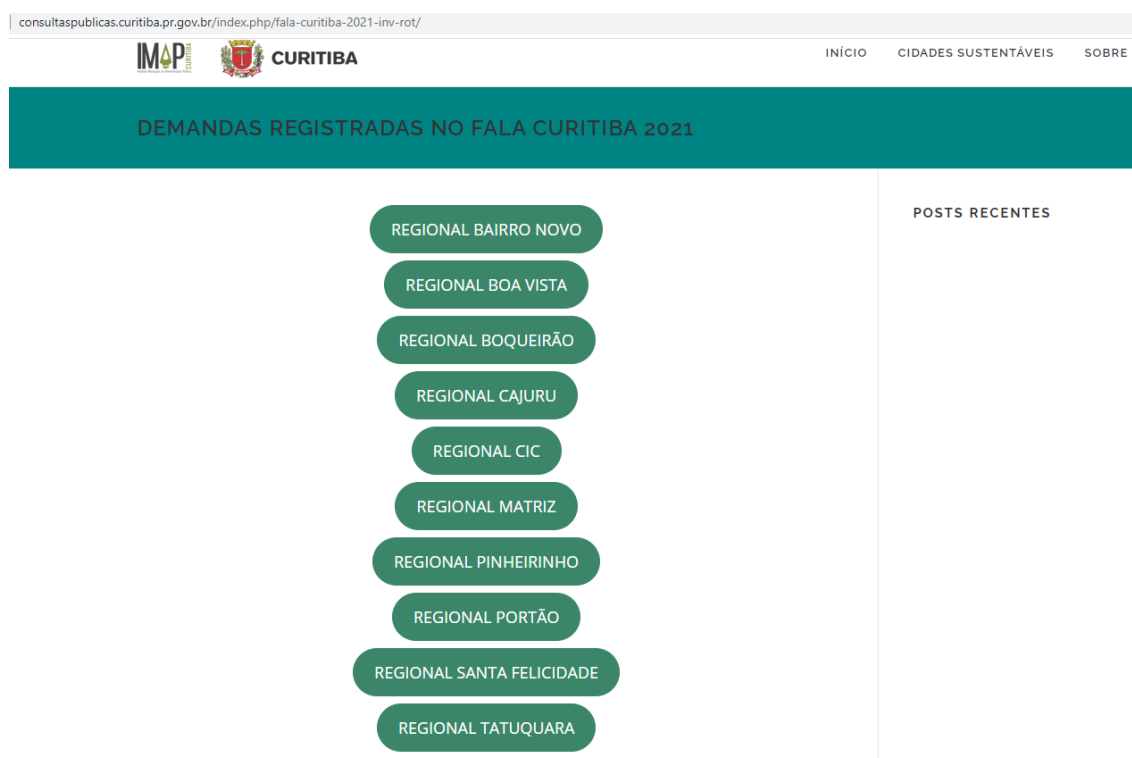 consultaspublicas.curitiba.pr.gov.br/index.php/fala-curitiba-2021-inv-rot/
IMAP CURITIBA CURITIBA INÍCIO CIDADES SUSTENTÁVEIS SOBRE
DEMANDAS REGISTRADAS NO FALA CURITIBA 2021
REGIONAL BAIRRO NOVO
REGIONAL BOA VISTA
REGIONAL BOQUEIRÃO
REGIONAL CAJURU
REGIONAL CIC
REGIONAL MATRIZ
REGIONAL PINHEIRINHO
REGIONAL PORTÃO
REGIONAL SANTA FELICIDADE
REGIONAL TATUQUARA
POSTS RECENTES